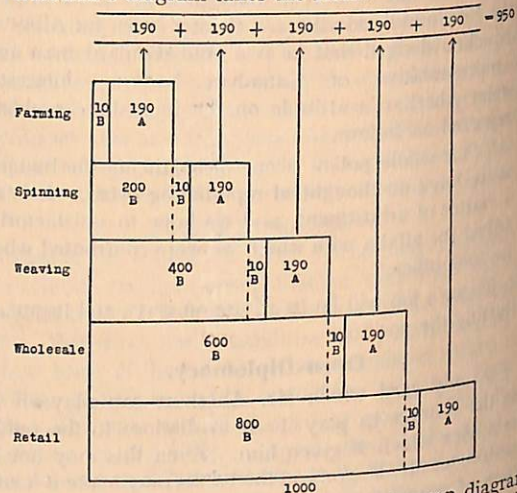 190 + 190 + 190 + 190 + 190 = 950
Farming 10 B 190 A
Spinning 200 B 10 B 190 A
Weaving 400 B 10 B 190 A
Wholesale 600 B 10 B 190 A
Retail 800 B 10 B 190 A
1000
diagram